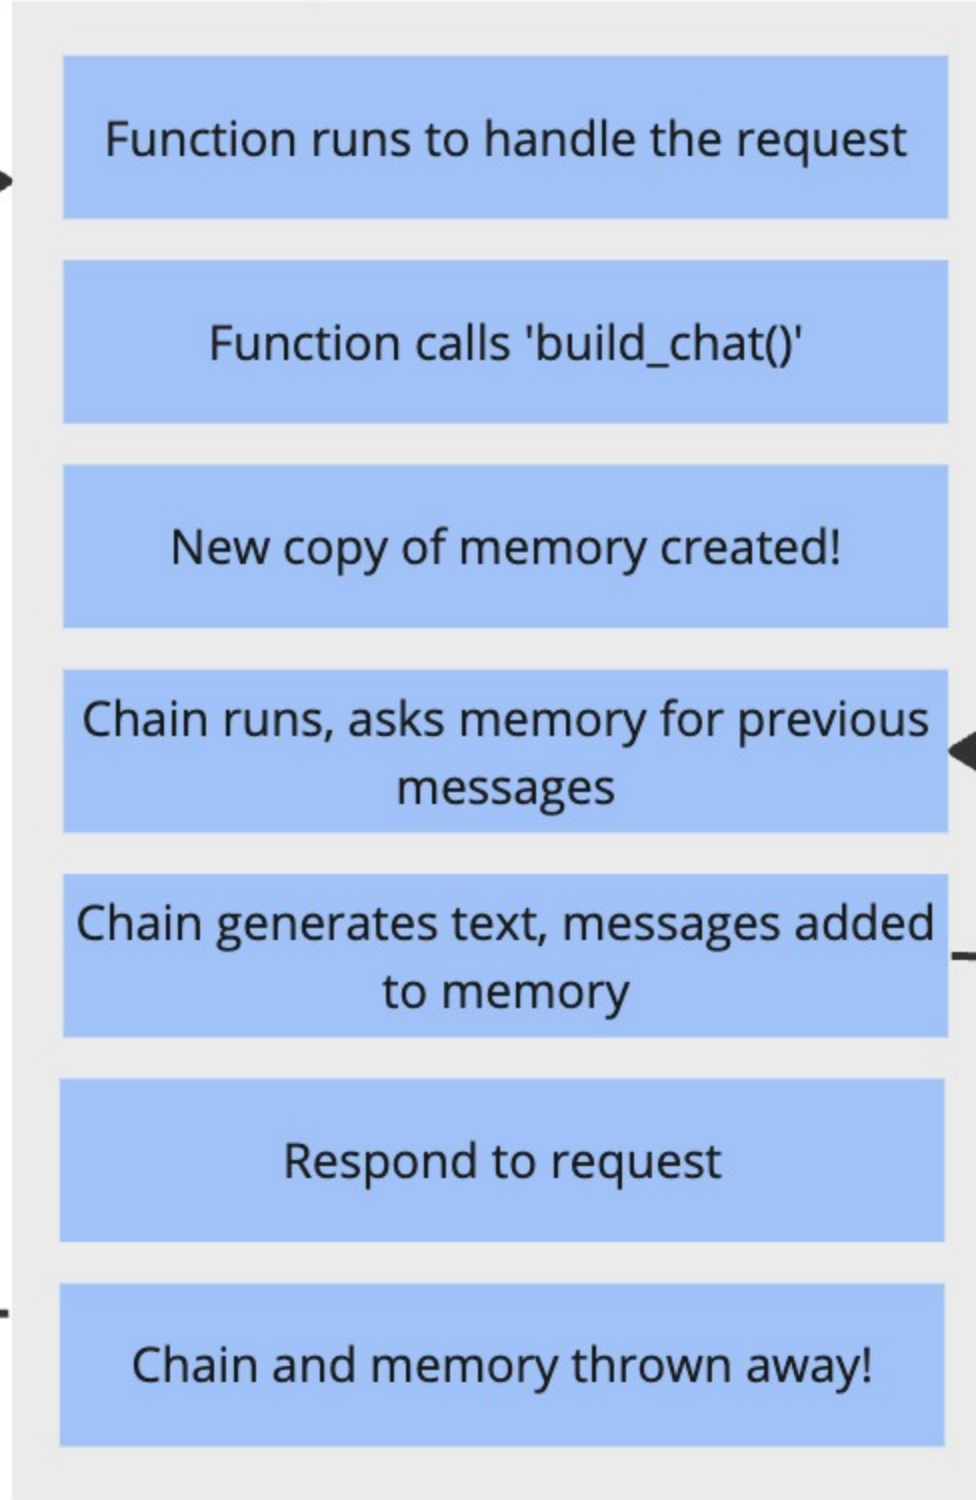 Function runs to handle the request
Function calls 'build_chat()'
New copy of memory created!
Chain runs, asks memory for previous
messages
Chain generates text, messages added
to memory
Respond to request
Chain and memory thrown away!